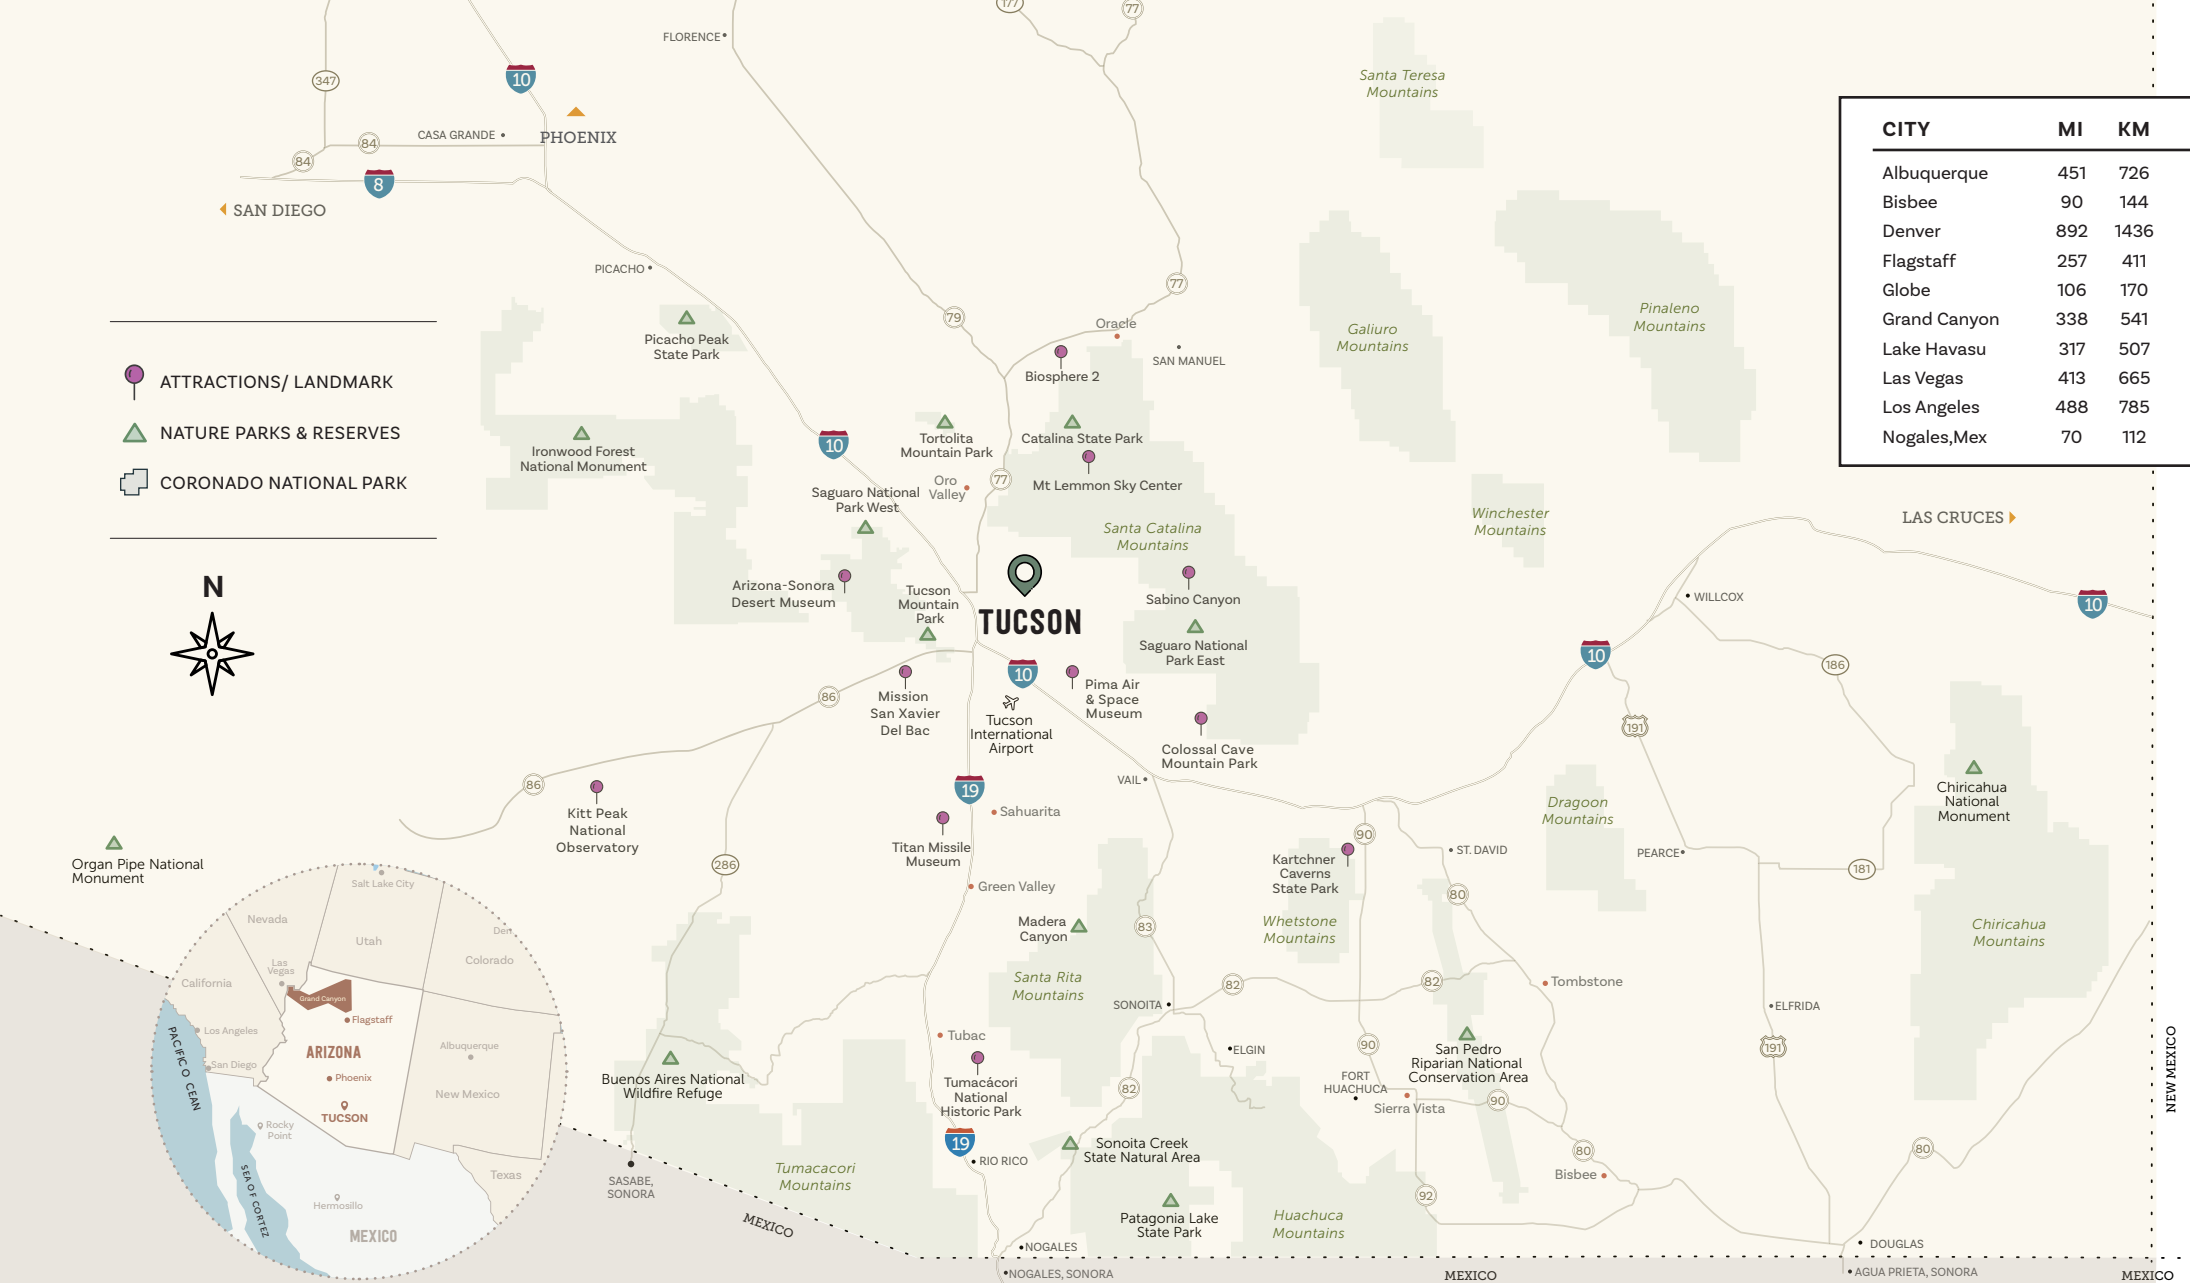 177
77
FLORENCE
347
10
CASA GRANDE
PHOENIX
84
84
8
SAN DIEGO
PICACHO
Santa Teresa
Mountains
CITY MI KM
Albuquerque 451 726
Bisbee 90 144
Denver 892 1436
Flagstaff 257 411
Globe 106 170
Grand Canyon 338 541
Lake Havasu 317 507
Las Vegas 413 665
Los Angeles 488 785
Nogales,Mex 70 112
ATTRACTIONS/ LANDMARK
NATURE PARKS & RESERVES
CORONADO NATIONAL PARK
N
Picacho Peak
State Park
79
77
Oracle
SAN MANUEL
Biosphere 2
Galiuro
Mountains
Pinaleno
Mountains
Ironwood Forest
National Monument
10
Tortolita
Mountain Park
Catalina State Park
Oro
Valley
77
Mt Lemmon Sky Center
Saguaro National
Park West
Santa Catalina
Mountains
Winchester
Mountains
LAS CRUCES
Arizona-Sonora
Desert Museum
Tucson
Mountain
Park
TUCSON
Sabino Canyon
Saguaro National
Park East
WILLCOX
10
10
186
191
86
Mission
San Xavier
Del Bac
10
Pima Air
& Space
Museum
Tucson
International
Airport
Colossal Cave
Mountain Park
VAIL
86
Kitt Peak
National
Observatory
19
Sahuarita
Titan Missile
Museum
Green Valley
286
Organ Pipe National
Monument
Dragoon
Mountains
Chiricahua
National
Monument
90
ST. DAVID
PEARCE
181
Kartchner
Caverns
State Park
80
Whetstone
Mountains
Madera
Canyon
83
Santa Rita
Mountains
82
82
Tombstone
SONOITA
ELFRIDA
Chiricahua
Mountains
Tubac
ELGIN
90
San Pedro
Riparian National
Conservation Area
191
NEW MEXICO
Buenos Aires National
Wildfire Refuge
Tumacácori
National
Historic Park
82
FORT
HUACHUCA
Sierra Vista
90
19
RIO RICO
Sonoita Creek
State Natural Area
80
80
Bisbee
Tumacacori
Mountains
SASABE,
SONORA
92
Patagonia Lake
State Park
Huachuca
Mountains
MEXICO
NOGALES
NOGALES, SONORA
MEXICO
DOUGLAS
AGUA PRIETA, SONORA
MEXICO
Salt Lake City
Nevada
Utah
Den
Colorado
Las
Vegas
California
Grand Canyon
Flagstaff
Los Angeles
ARIZONA
Albuquerque
San Diego
Phoenix
New Mexico
TUCSON
PACIFIC OCEAN
Rocky
Point
SEA OF CORTEZ
Texas
Hermosillo
MEXICO